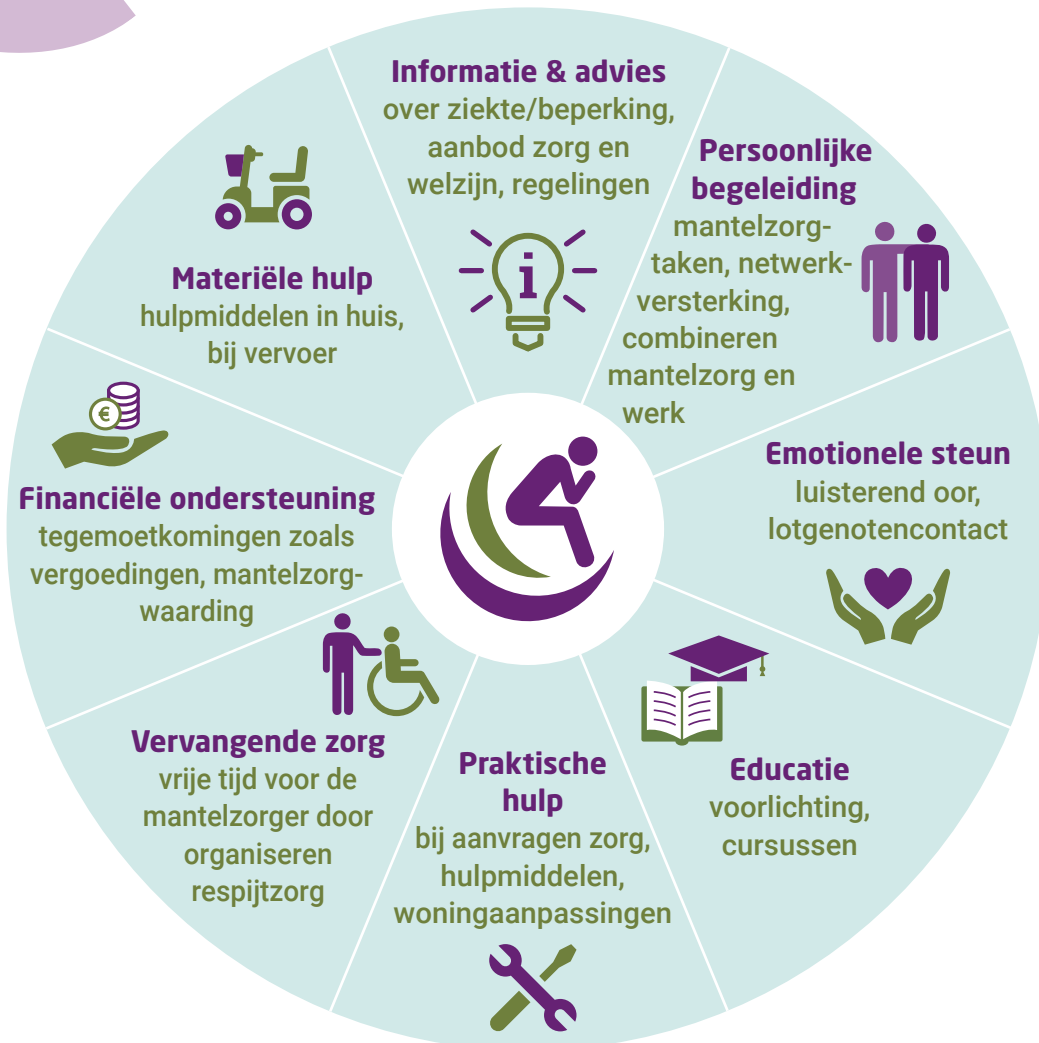 Informatie & advies
over ziekte/beperking,
aanbod zorg en
welzijn, regelingen
i
Persoonlijke
begeleiding
mantelzorg-
taken, netwerk-
versterking,
combineren
mantelzorg en
werk
Emotionele steun
luisterend oor,
lotgenotencontact
Educatie
voorlichting,
cursussen
Praktische
hulp
bij aanvragen zorg,
hulpmiddelen,
woningaanpassingen
Vervangende zorg
vrije tijd voor de
mantelzorger door
organiseren
respijtzorg
€
Financiële ondersteuning
tegemoetkomingen zoals
vergoedingen, mantelzorg-
waarding
Materiële hulp
hulpmiddelen in huis,
bij vervoer